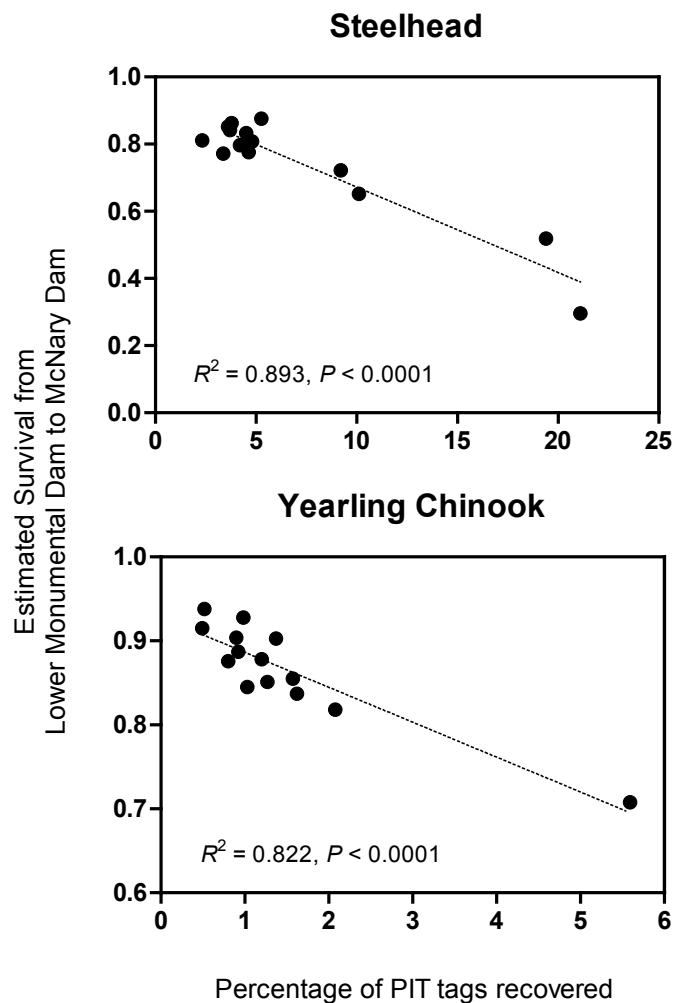 Steelhead
1.0
0.8
0.6
0.4
0.2
0.0
R² = 0.893, P < 0.0001
0 5 10 15 20 25
Estimated Survival from
Lower Monumental Dam to McNary Dam
Yearling Chinook
1.0
0.9
0.8
0.7
0.6
R² = 0.822, P < 0.0001
0 1 2 3 4 5 6
Percentage of PIT tags recovered